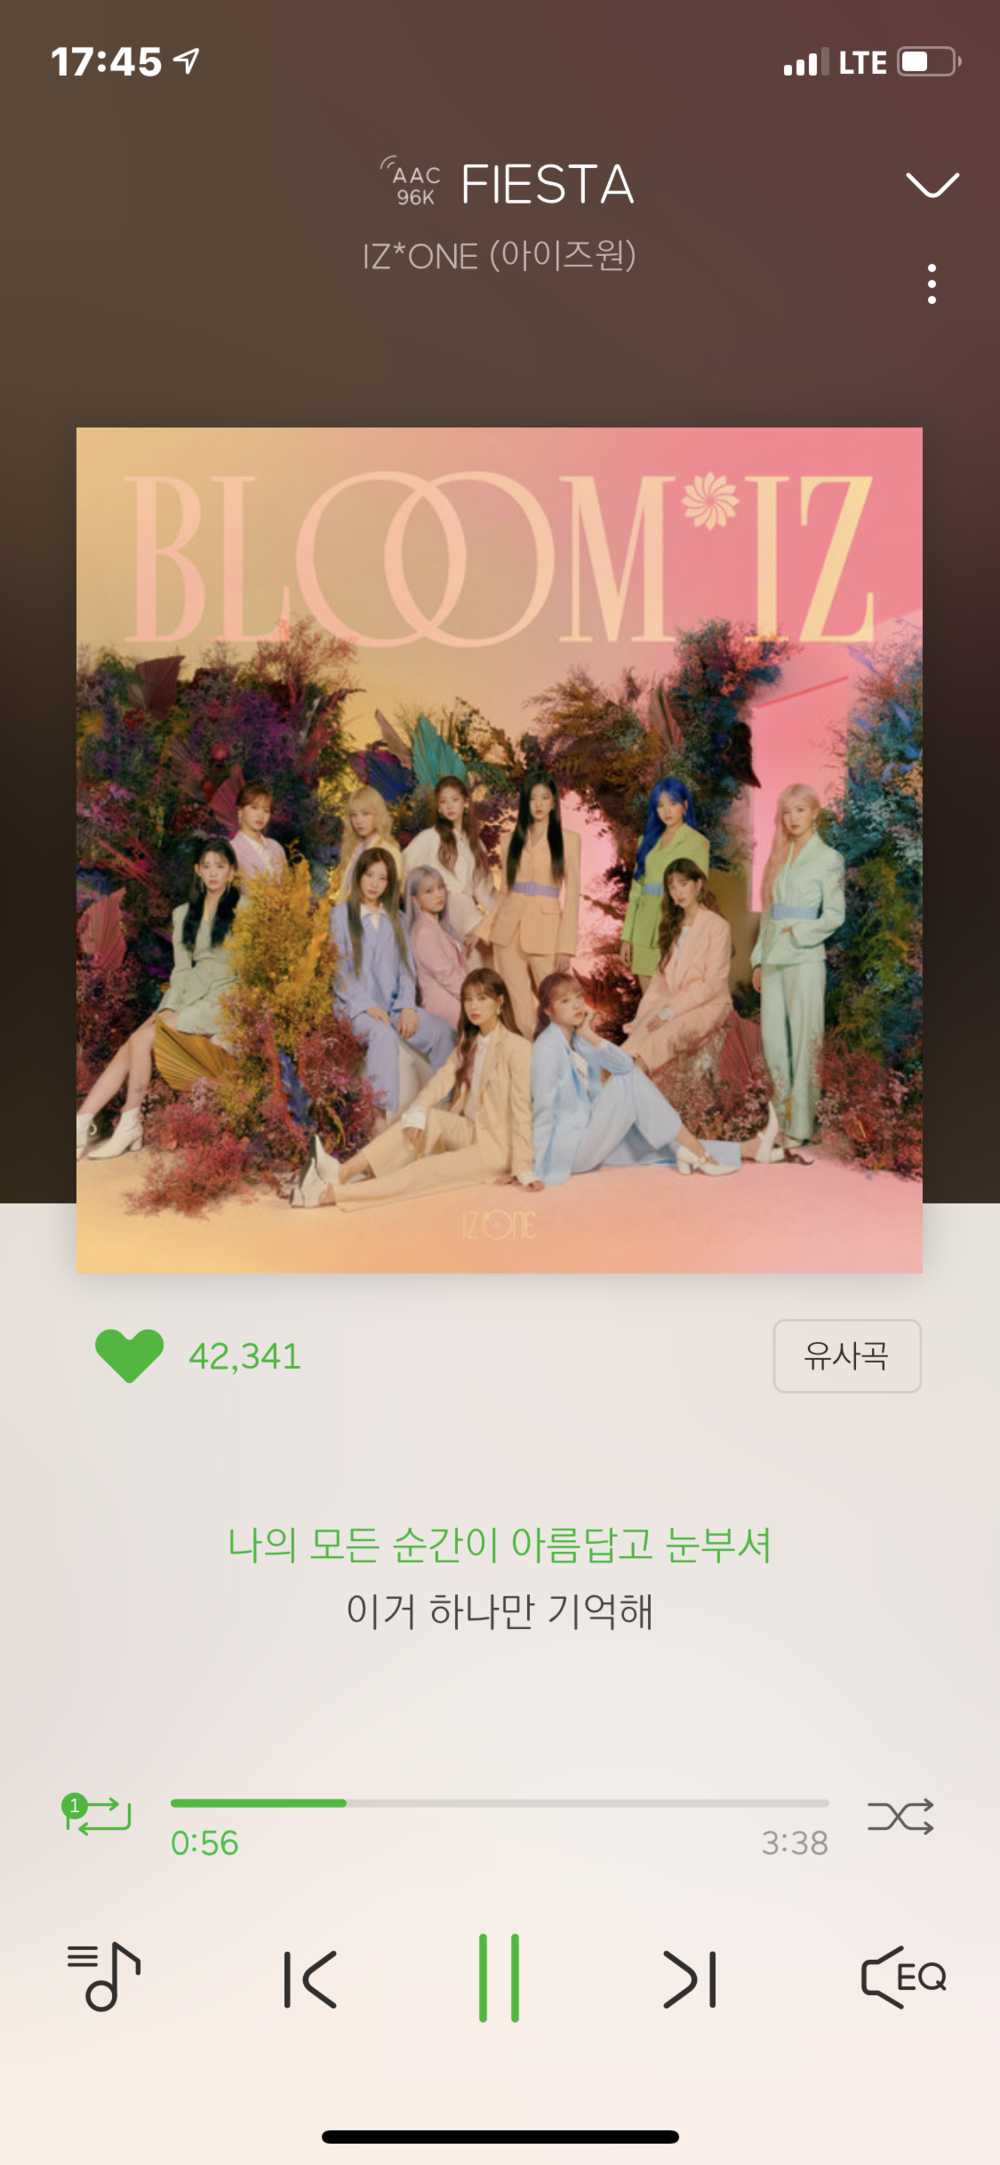 17:45
LTE
AAC
96K
FIESTA
IZ*ONE (아이즈원)
BLOOM*IZ
IZ*ONE
42,341
유사곡
나의 모든 순간이 아름답고 눈부셔
이거 하나만 기억해
1
0:56
3:38
EQ